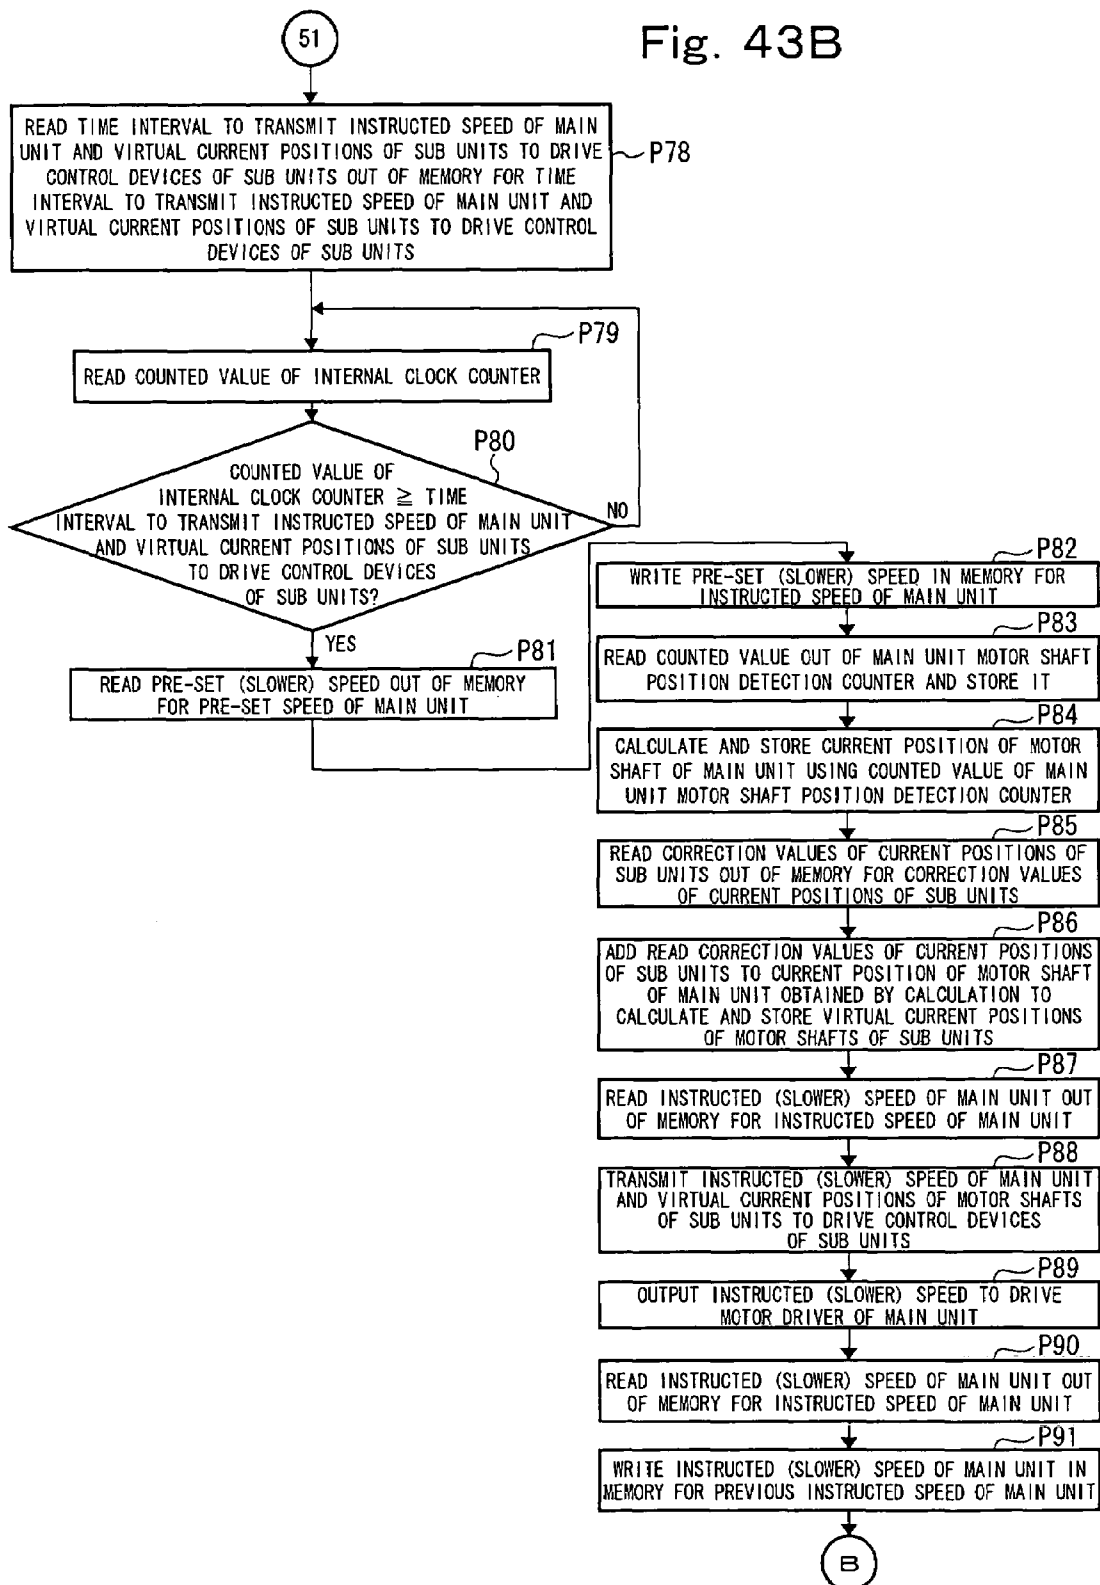 51
Fig. 43B
READ TIME INTERVAL TO TRANSMIT INSTRUCTED SPEED OF MAIN
UNIT AND VIRTUAL CURRENT POSITIONS OF SUB UNITS TO DRIVE
CONTROL DEVICES OF SUB UNITS OUT OF MEMORY FOR TIME
INTERVAL TO TRANSMIT INSTRUCTED SPEED OF MAIN UNIT AND
VIRTUAL CURRENT POSITIONS OF SUB UNITS TO DRIVE CONTROL
DEVICES OF SUB UNITS
P78
P79
READ COUNTED VALUE OF INTERNAL CLOCK COUNTER
P80
COUNTED VALUE OF
INTERNAL CLOCK COUNTER ≧ TIME
INTERVAL TO TRANSMIT INSTRUCTED SPEED OF MAIN UNIT
AND VIRTUAL CURRENT POSITIONS OF SUB UNITS
TO DRIVE CONTROL DEVICES
OF SUB UNITS?
NO
YES
P81
READ PRE-SET (SLOWER) SPEED OUT OF MEMORY
FOR PRE-SET SPEED OF MAIN UNIT
P82
WRITE PRE-SET (SLOWER) SPEED IN MEMORY FOR
INSTRUCTED SPEED OF MAIN UNIT
P83
READ COUNTED VALUE OUT OF MAIN UNIT MOTOR SHAFT
POSITION DETECTION COUNTER AND STORE IT
P84
CALCULATE AND STORE CURRENT POSITION OF MOTOR
SHAFT OF MAIN UNIT USING COUNTED VALUE OF MAIN
UNIT MOTOR SHAFT POSITION DETECTION COUNTER
P85
READ CORRECTION VALUES OF CURRENT POSITIONS OF
SUB UNITS OUT OF MEMORY FOR CORRECTION VALUES
OF CURRENT POSITIONS OF SUB UNITS
P86
ADD READ CORRECTION VALUES OF CURRENT POSITIONS
OF SUB UNITS TO CURRENT POSITION OF MOTOR SHAFT
OF MAIN UNIT OBTAINED BY CALCULATION TO
CALCULATE AND STORE VIRTUAL CURRENT POSITIONS
OF MOTOR SHAFTS OF SUB UNITS
P87
READ INSTRUCTED (SLOWER) SPEED OF MAIN UNIT OUT
OF MEMORY FOR INSTRUCTED SPEED OF MAIN UNIT
P88
TRANSMIT INSTRUCTED (SLOWER) SPEED OF MAIN UNIT
AND VIRTUAL CURRENT POSITIONS OF MOTOR SHAFTS
OF SUB UNITS TO DRIVE CONTROL DEVICES
OF SUB UNITS
P89
OUTPUT INSTRUCTED (SLOWER) SPEED TO DRIVE
MOTOR DRIVER OF MAIN UNIT
P90
READ INSTRUCTED (SLOWER) SPEED OF MAIN UNIT OUT
OF MEMORY FOR INSTRUCTED SPEED OF MAIN UNIT
P91
WRITE INSTRUCTED (SLOWER) SPEED OF MAIN UNIT IN
MEMORY FOR PREVIOUS INSTRUCTED SPEED OF MAIN UNIT
B